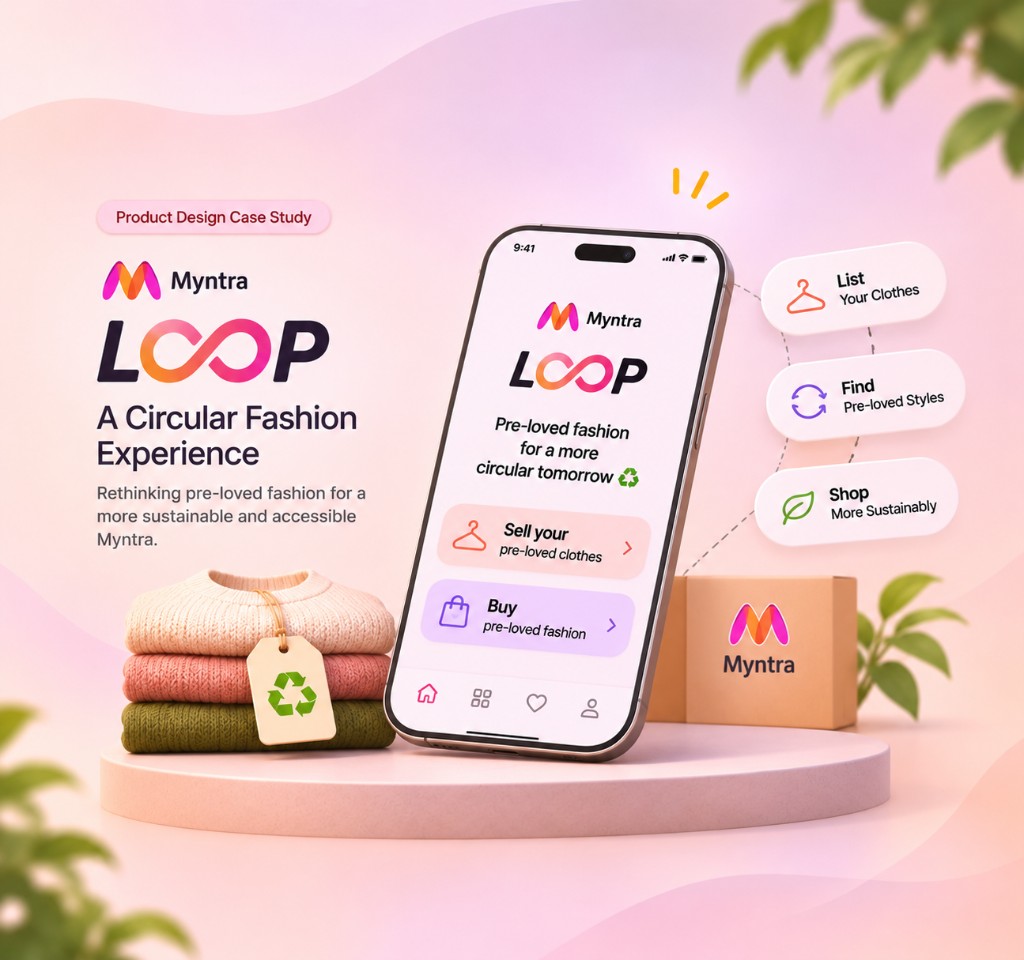 Product Design Case Study
Myntra
LOOP
A Circular Fashion
Experience
Rethinking pre-loved fashion for a
more sustainable and accessible
Myntra.
9:41
Myntra
LOOP
Pre-loved fashion
for a more
circular tomorrow
Sell your
pre-loved clothes
Buy
pre-loved fashion
List
Your Clothes
Find
Pre-loved Styles
Shop
More Sustainably
Myntra